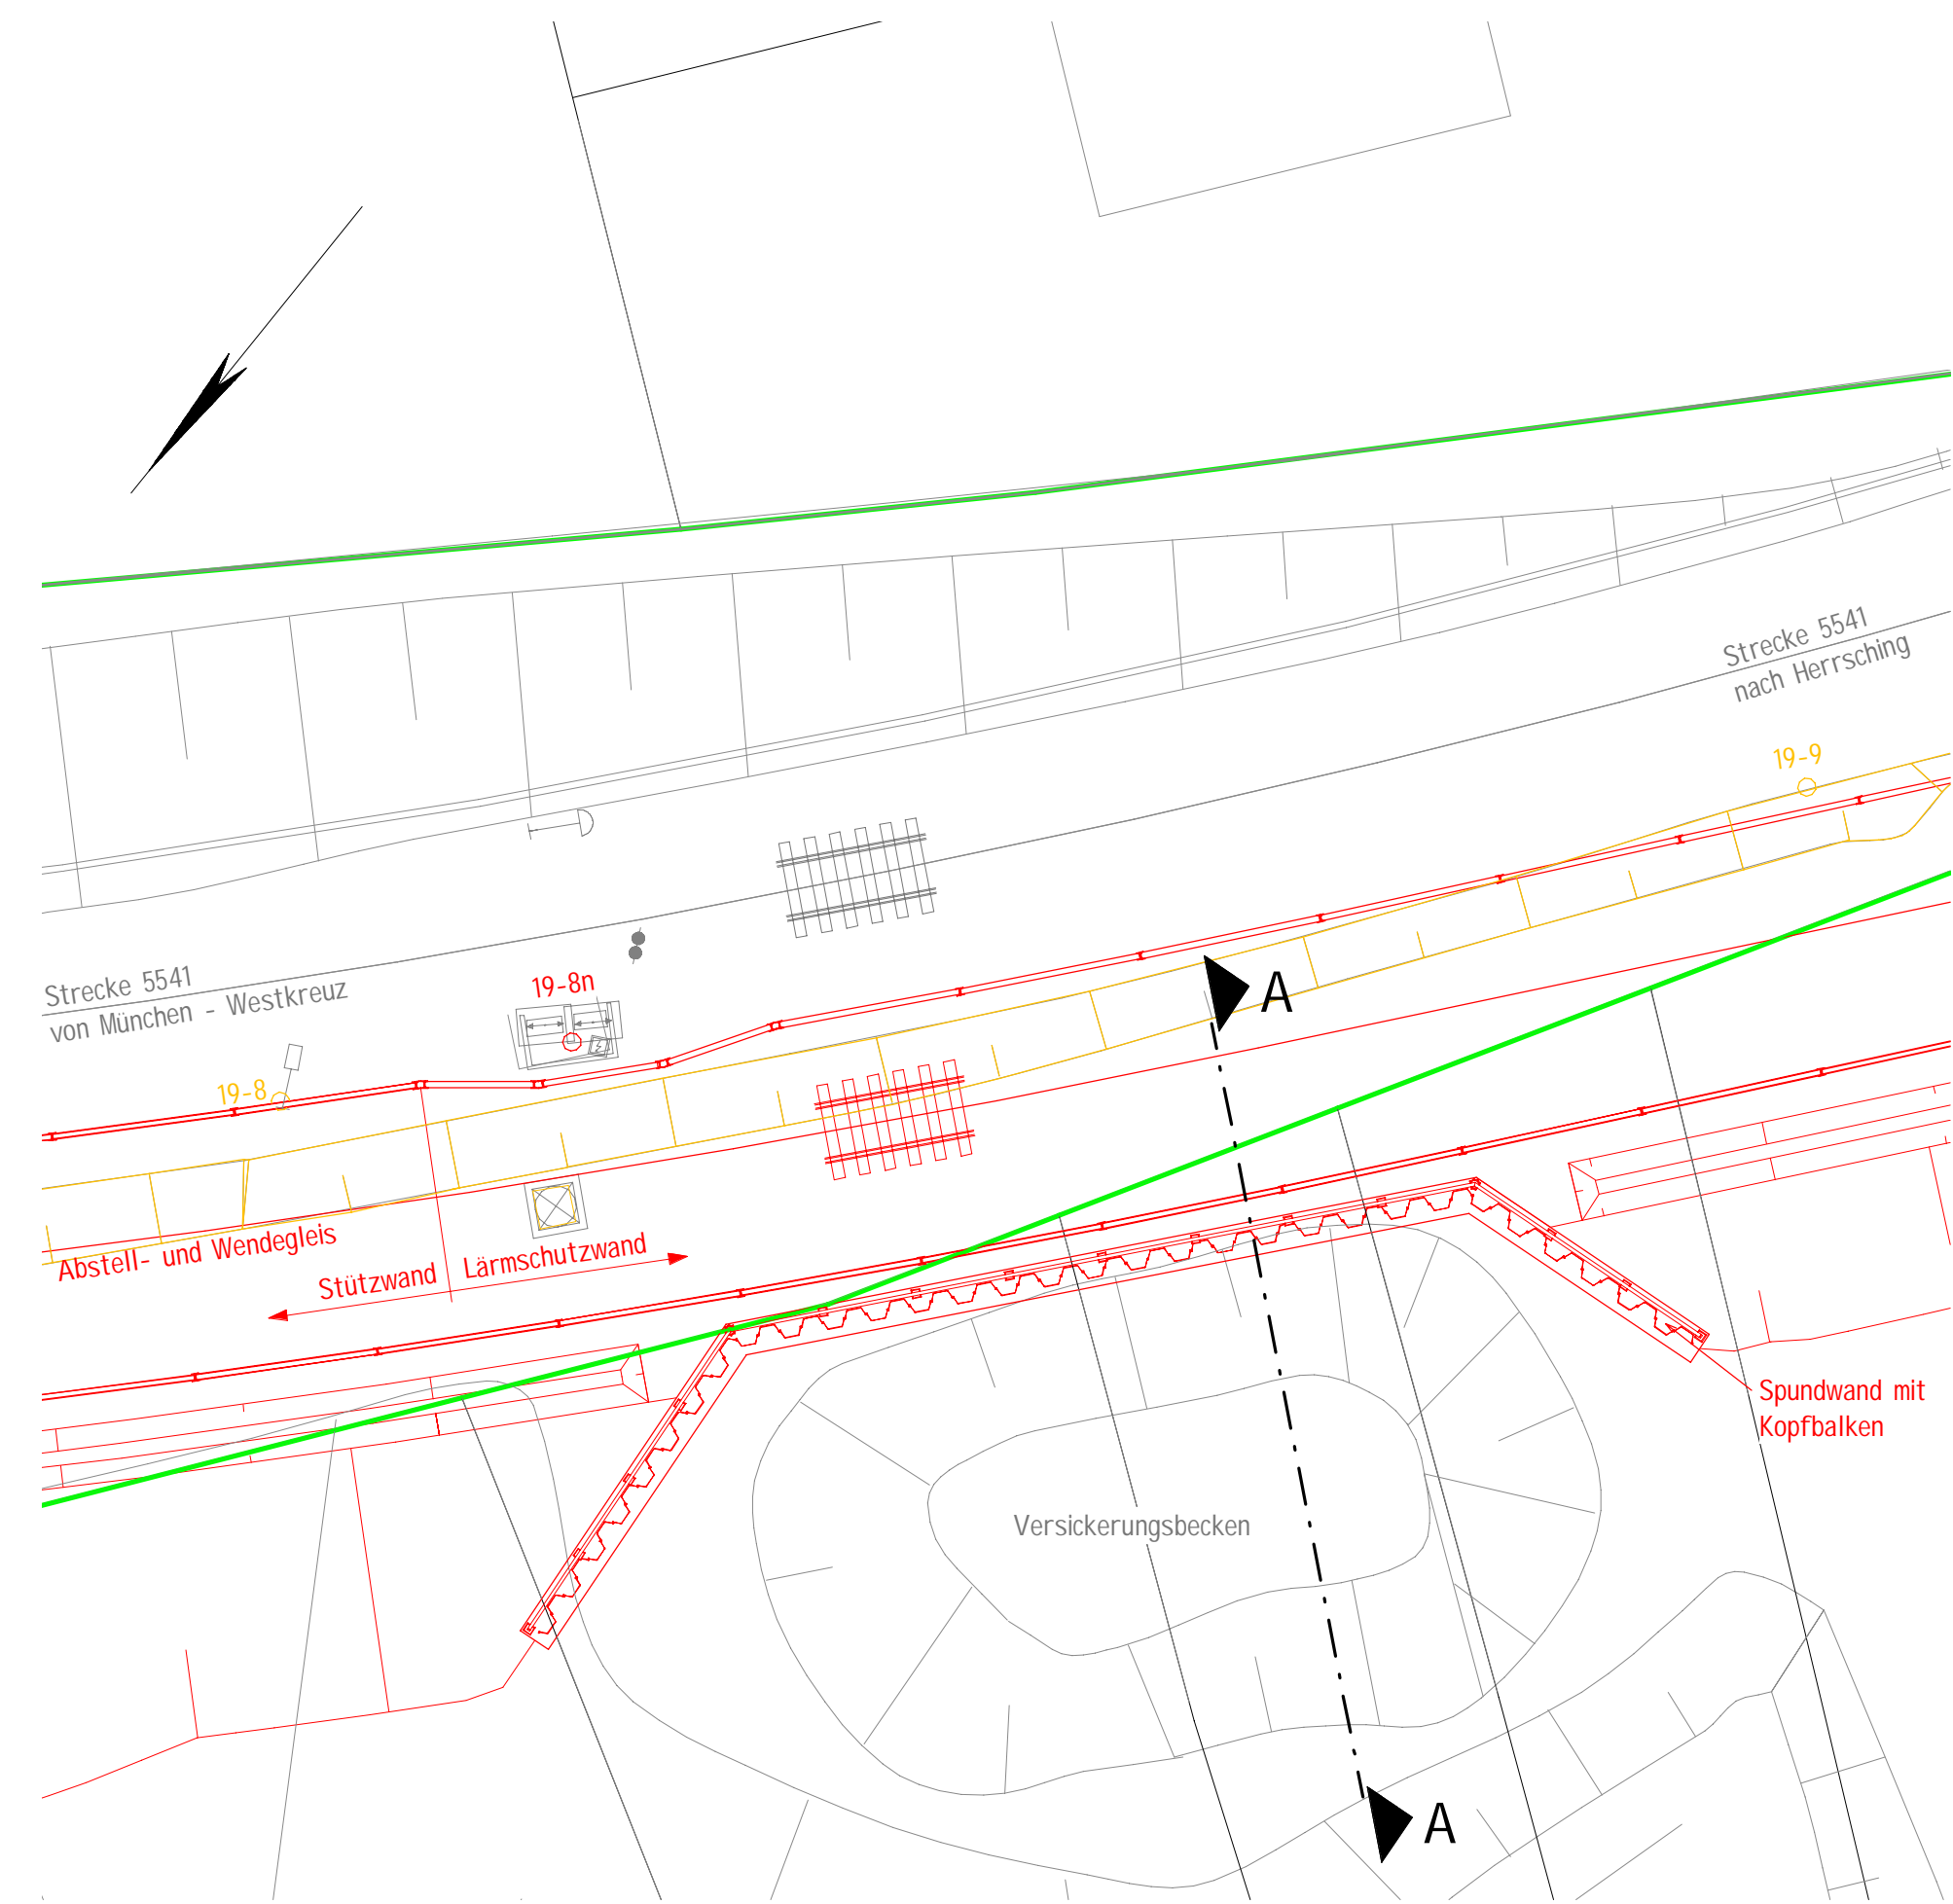 Strecke 5541
nach Herrsching
19-9
Strecke 5541
von München - Westkreuz
19-8n
A
19-8
Abstell- und Wendegleis
Stützwand
Lärmschutzwand
Spundwand mit
Kopfbalken
Versickerungsbecken
A